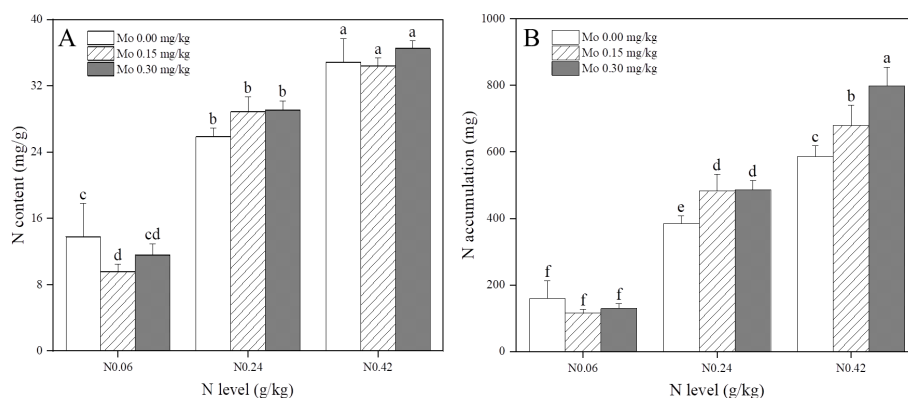 A
Mo 0.00 mg/kg
Mo 0.15 mg/kg
Mo 0.30 mg/kg
N content (mg/g)
40
32
24
16
8
0
c
d
cd
b
b
b
a
a
a
N0.06
N0.24
N0.42
N level (g/kg)
B
Mo 0.00 mg/kg
Mo 0.15 mg/kg
Mo 0.30 mg/kg
N accumulation (mg)
1000
800
600
400
200
0
f
f
f
e
d
d
c
b
a
N0.06
N0.24
N0.42
N level (g/kg)